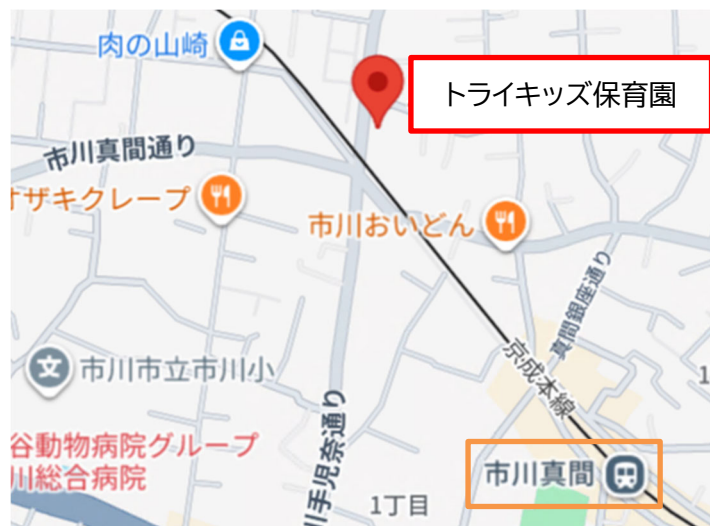 肉の山崎
トライキッズ保育園
市川真間通り
ザキクレープ
市川おいどん
真間銀座通り
市川市立市川小
京成本線
1
谷動物病院グループ
川総合病院
市川真間
手児奈通り
1丁目